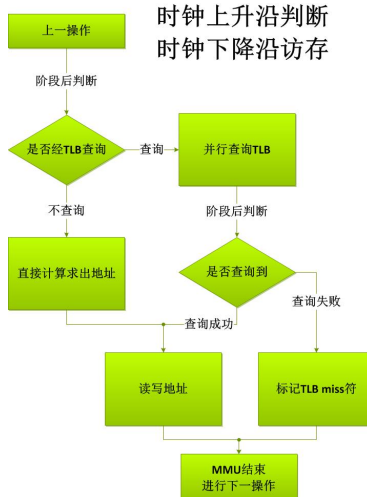 时钟上升沿判断
时钟下降沿访存
上一操作
阶段后判断
是否经TLB查询
查询
并行查询TLB
不查询
阶段后判断
直接计算求出地址
是否查询到
查询失败
查询成功
读写地址
标记TLB miss符
MMU结束
进行下一操作